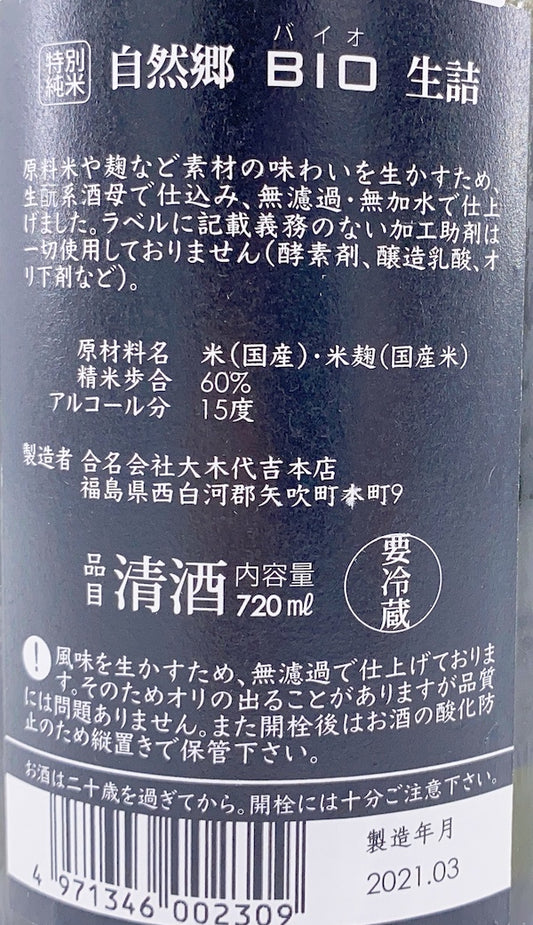 特別純米 自然郷 BIO 生詰
バイオ
原料米や麹など素材の味わいを生かすため、
生酛系酒母で仕込み、無濾過・無加水で仕上
げました。ラベルに記載義務のない加工助剤は
一切使用しておりません(酵素剤、醸造乳酸、オ
リ下剤など)。
原材料名 米(国産)・米麹(国産米)
精米歩合 60%
アルコール分 15度
製造者 合名会社大木代吉本店
福島県西白河郡矢吹町本町9
品目 清酒 内容量 720ml
要冷蔵
! 風味を生かすため、無濾過で仕上げておりま
す。そのためオリの出ることがありますが品質
には問題ありません。また開栓後はお酒の酸化防
止のため縦置きで保管下さい。
お酒は二十歳を過ぎてから。開栓には十分ご注意下さい。
製造年月
2021.03
4 971346 002309